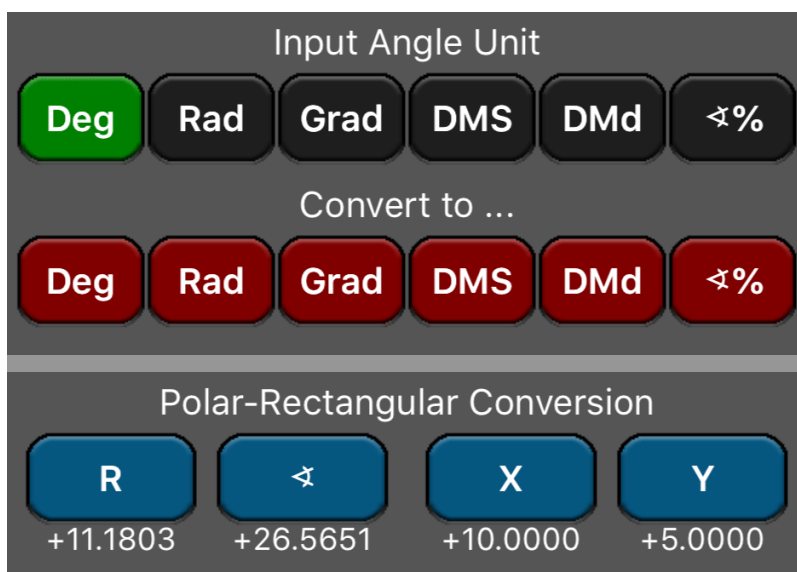 Input Angle Unit
Deg Rad Grad DMS DMd ∢%
Convert to ...
Deg Rad Grad DMS DMd ∢%
Polar-Rectangular Conversion
R ∢ X Y
+11.1803 +26.5651 +10.0000 +5.0000